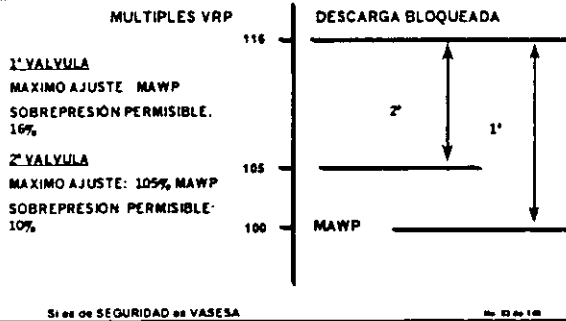 MULTIPLES VRP
DESCARGA BLOQUEADA
116
1ª VALVULA
MAXIMO AJUSTE MAWP
SOBREPRESIÓN PERMISIBLE.
16%
2ª
1ª
2ª VALVULA
MAXIMO AJUSTE: 105% MAWP
SOBREPRESION PERMISIBLE·
10%
105
100
MAWP
Si es de SEGURIDAD es VASESA